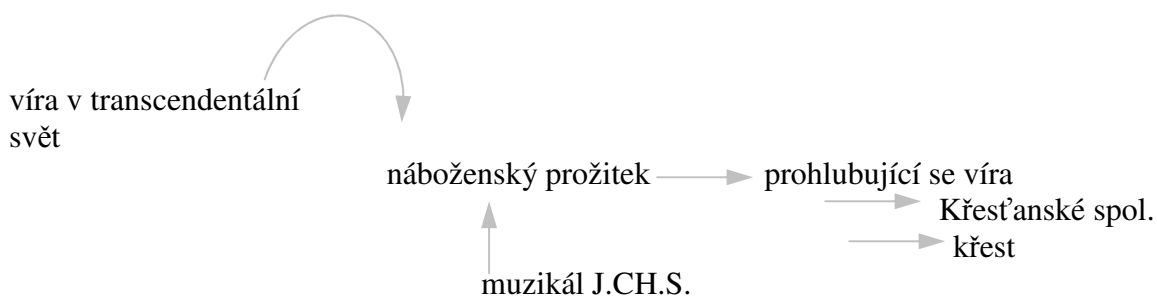 víra v transcendentální
svět
náboženský prožitek
prohlubující se víra
Křesťanské spol.
křest
muzikál J.CH.S.